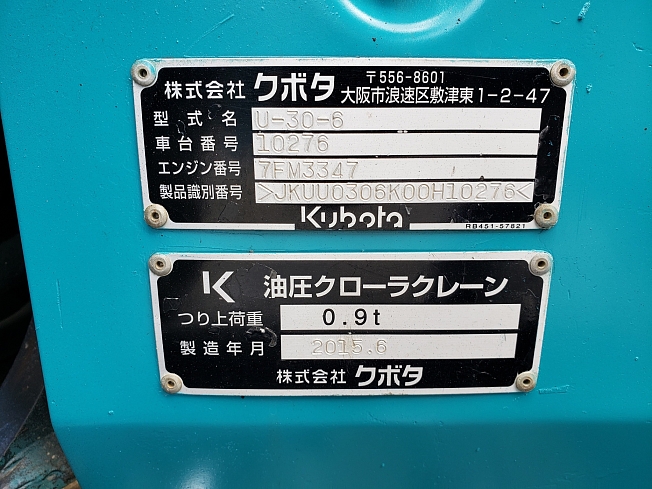 株式会社 クボタ 〒556-8601
大阪市浪速区敷津東1-2-47
型式名 U-30-6
車台番号 10276
エンジン番号 7FM3347
製品識別番号 >JKUU0306K00H10276<
Kubota
RB451-57821
K 油圧クローラクレーン
つり上荷重 0.9t
製造年月 2015.6
株式会社 クボタ